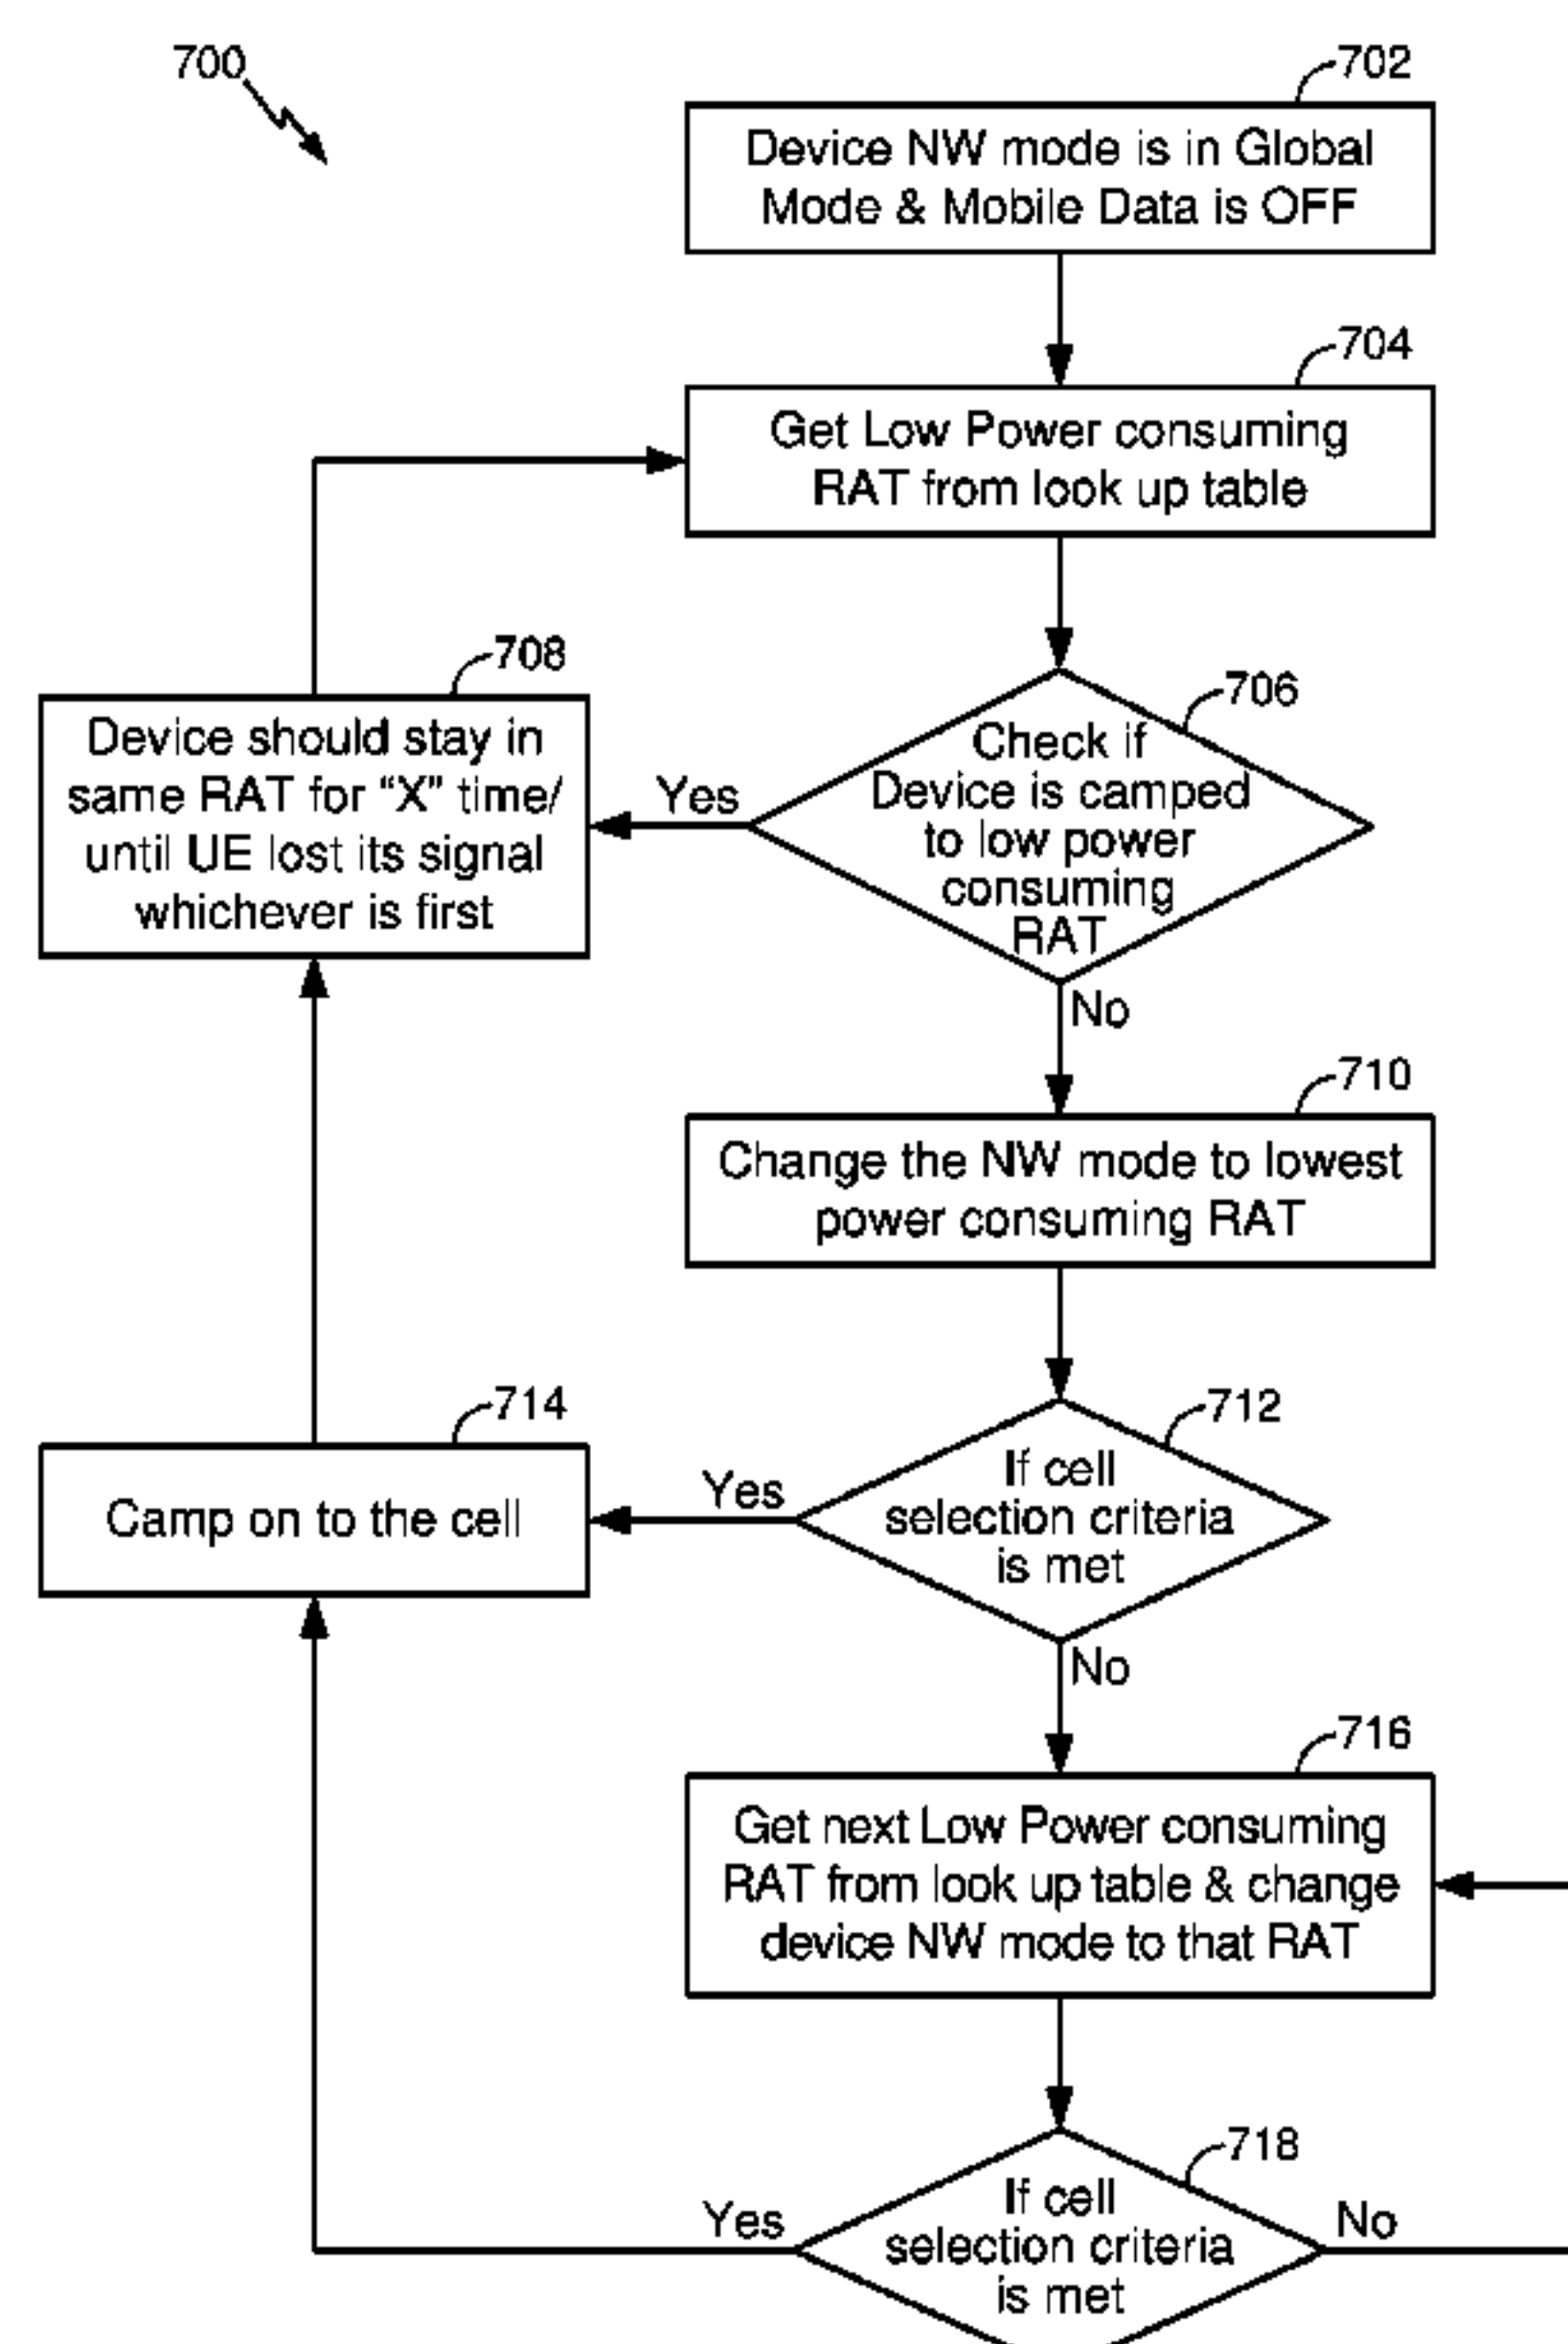 700
702
Device NW mode is in Global
Mode & Mobile Data is OFF
704
Get Low Power consuming
RAT from look up table
708
Device should stay in
same RAT for “X” time/
until UE lost its signal
whichever is first
706
Check if
Device is camped
to low power
consuming
RAT
Yes
No
710
Change the NW mode to lowest
power consuming RAT
714
Camp on to the cell
712
If cell
selection criteria
is met
Yes
No
716
Get next Low Power consuming
RAT from look up table & change
device NW mode to that RAT
718
If cell
selection criteria
is met
Yes
No